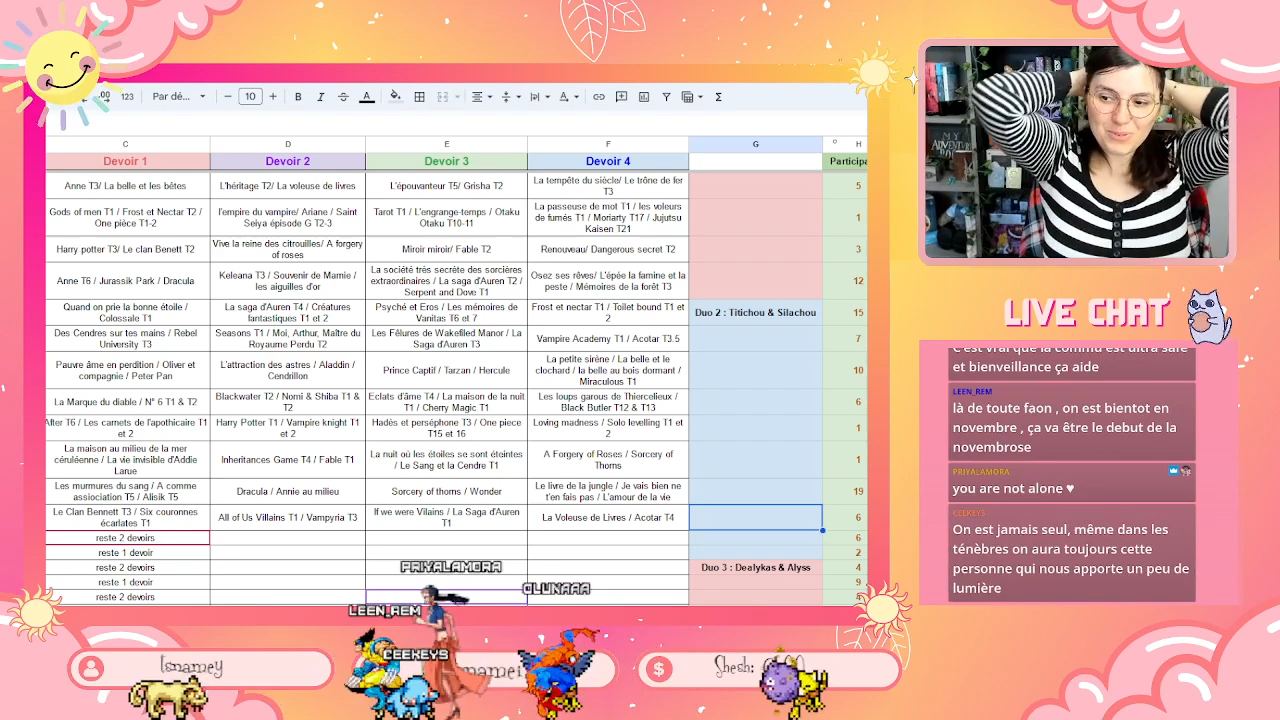 .00 123 Par dé... 10 B I A Σ
C D E F G H
Devoir 1 Devoir 2 Devoir 3 Devoir 4 Participa
Anne T3/ La belle et les bêtes
L'héritage T2/ La voleuse de livres
L'épouvanteur T5/ Grisha T2
La tempête du siècle/ Le trône de fer
T3
5
Gods of men T1 / Frost et Nectar T2 /
One pièce T1-2
l'empire du vampire/ Ariane / Saint
Seiya épisode G T2-3
Tarot T1 / L'engrange-temps / Otaku
Otaku T10-11
La passeuse de mot T1 / les voleurs
de fumés T1 / Moriarty T17 / Jujutsu
Kaisen T21
1
Harry potter T3/ Le clan Benett T2
Vive la reine des citrouilles/ A forgery
of roses
Miroir miroir/ Fable T2
Renouveau/ Dangerous secret T2
3
Anne T6 / Jurassik Park / Dracula
Keleana T3 / Souvenir de Mamie /
les aiguilles d'or
La société très secrète des sorcières
extraordinaires / La saga d'Auren T2 /
Serpent and Dove T1
Osez ses rêves/ L'épée la famine et la
peste / Mémoires de la forêt T3
12
Quand on prie la bonne étoile /
Colossale T1
La saga d'Auren T4 / Créatures
fantastiques T1 et 2
Psyché et Eros / Les mémoires de
Vanitas T6 et 7
Frost et nectar T1 / Toilet bound T1 et
2
Duo 2 : Titichou & Silachou
15
Des Cendres sur tes mains / Rebel
University T3
Seasons T1 / Moi, Arthur, Maître du
Royaume Perdu T2
Les Fêlures de Wakefiled Manor / La
Saga d'Auren T3
Vampire Academy T1 / Acotar T3.5
7
Pauvre âme en perdition / Oliver et
compagnie / Peter Pan
L'attraction des astres / Aladdin /
Cendrillon
Prince Captif / Tarzan / Hercule
La petite sirène / La belle et le
clochard / la belle au bois dormant /
Miraculous T1
10
La Marque du diable / N° 6 T1 & T2
Blackwater T2 / Nomi & Shiba T1 &
T2
Eclats d'âme T4 / La maison de la nuit
T1 / Cherry Magic T1
Les loups garous de Thiercelieux /
Black Butler T12 & T13
6
After T6 / Les carnets de l'apothicaire T1
et 2
Harry Potter T1 / Vampire knight T1
et 2
Hadès et perséphone T3 / One piece
T15 et 16
Loving madness / Solo levelling T1 et
2
1
La maison au milieu de la mer
céruléenne / La vie invisible d'Addie
Larue
Inheritances Game T4 / Fable T1
La nuit où les étoiles se sont éteintes
/ Le Sang et la Cendre T1
A Forgery of Roses / Sorcery of
Thorns
1
Les murmures du sang / A comme
assiociation T5 / Alisik T5
Dracula / Annie au milieu
Sorcery of thorns / Wonder
Le livre de la jungle / Je vais bien ne
t'en fais pas / L'amour de la vie
19
Le Clan Bennett T3 / Six couronnes
écarlates T1
All of Us Villains T1 / Vampyria T3
If we were Vilains / La Saga d'Auren
T1
La Voleuse de Livres / Acotar T4
6
reste 2 devoirs 6
reste 1 devoir 2
reste 2 devoirs Duo 3 : Dealykas & Alyss 4
reste 1 devoir 9
reste 2 devoirs
MY
ADVENTURE
LIVE CHAT
C'est vrai que la commu est ultra safe
et bienveillance ça aide
LEEN_REM
là de toute faon , on est bientot en
novembre , ça va être le debut de la
novembrose
PRIYALAMORA
you are not alone ♥
CEEKEYS
On est jamais seul, même dans les
ténèbres on aura toujours cette
personne qui nous apporte un peu de
lumière
PRIYALAMORA
OLUNAAA
LEEN_REM
CEEKEYS
Tsnamey
namei
$ Shesh: